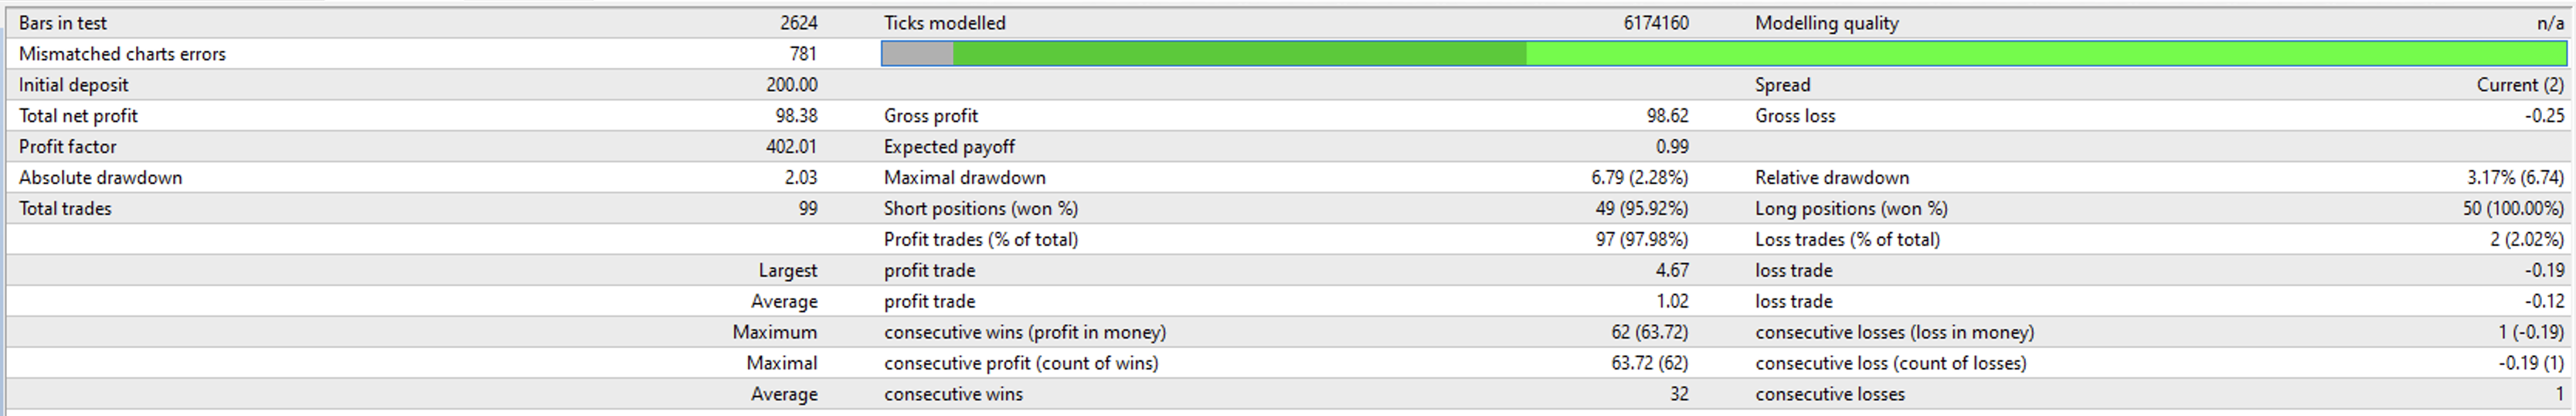 Bars in test 2624 Ticks modelled 6174160 Modelling quality n/a
Mismatched charts errors 781
Initial deposit 200.00 Spread Current (2)
Total net profit 98.38 Gross profit 98.62 Gross loss -0.25
Profit factor 402.01 Expected payoff 0.99
Absolute drawdown 2.03 Maximal drawdown 6.79 (2.28%) Relative drawdown 3.17% (6.74)
Total trades 99 Short positions (won %) 49 (95.92%) Long positions (won %) 50 (100.00%)
Profit trades (% of total) 97 (97.98%) Loss trades (% of total) 2 (2.02%)
Largest profit trade 4.67 loss trade -0.19
Average profit trade 1.02 loss trade -0.12
Maximum consecutive wins (profit in money) 62 (63.72) consecutive losses (loss in money) 1 (-0.19)
Maximal consecutive profit (count of wins) 63.72 (62) consecutive loss (count of losses) -0.19 (1)
Average consecutive wins 32 consecutive losses 1